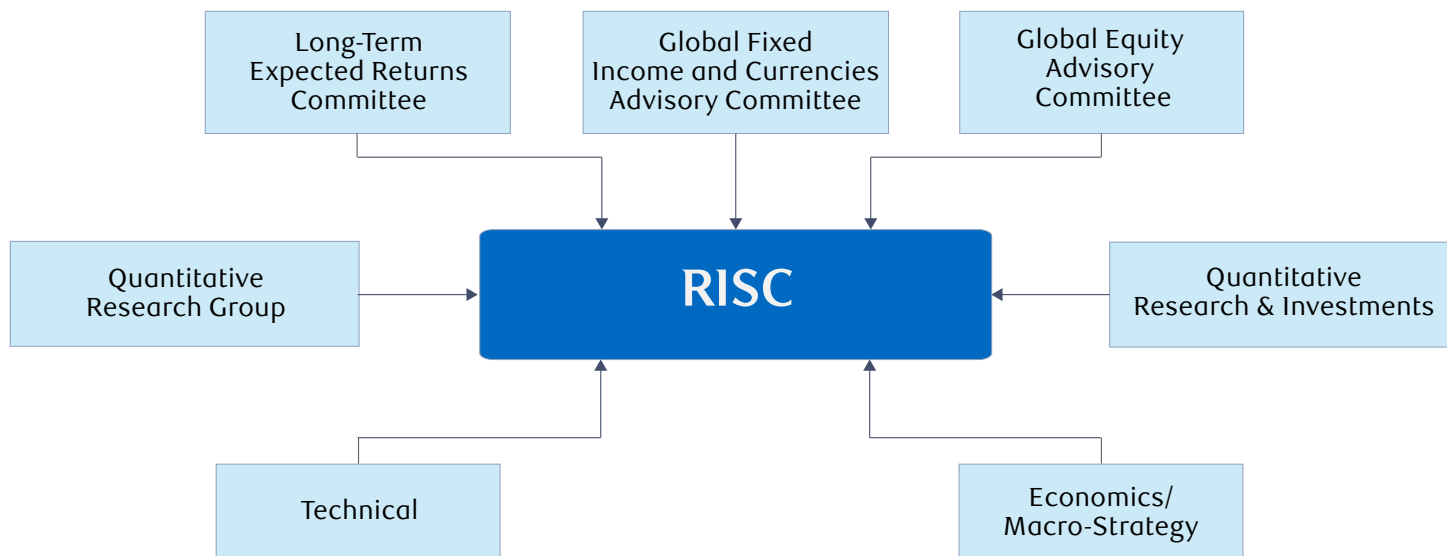 Long-Term
Expected Returns
Committee
Global Fixed
Income and Currencies
Advisory Committee
Global Equity
Advisory
Committee
Quantitative
Research Group
RISC
Quantitative
Research & Investments
Technical
Economics/
Macro-Strategy